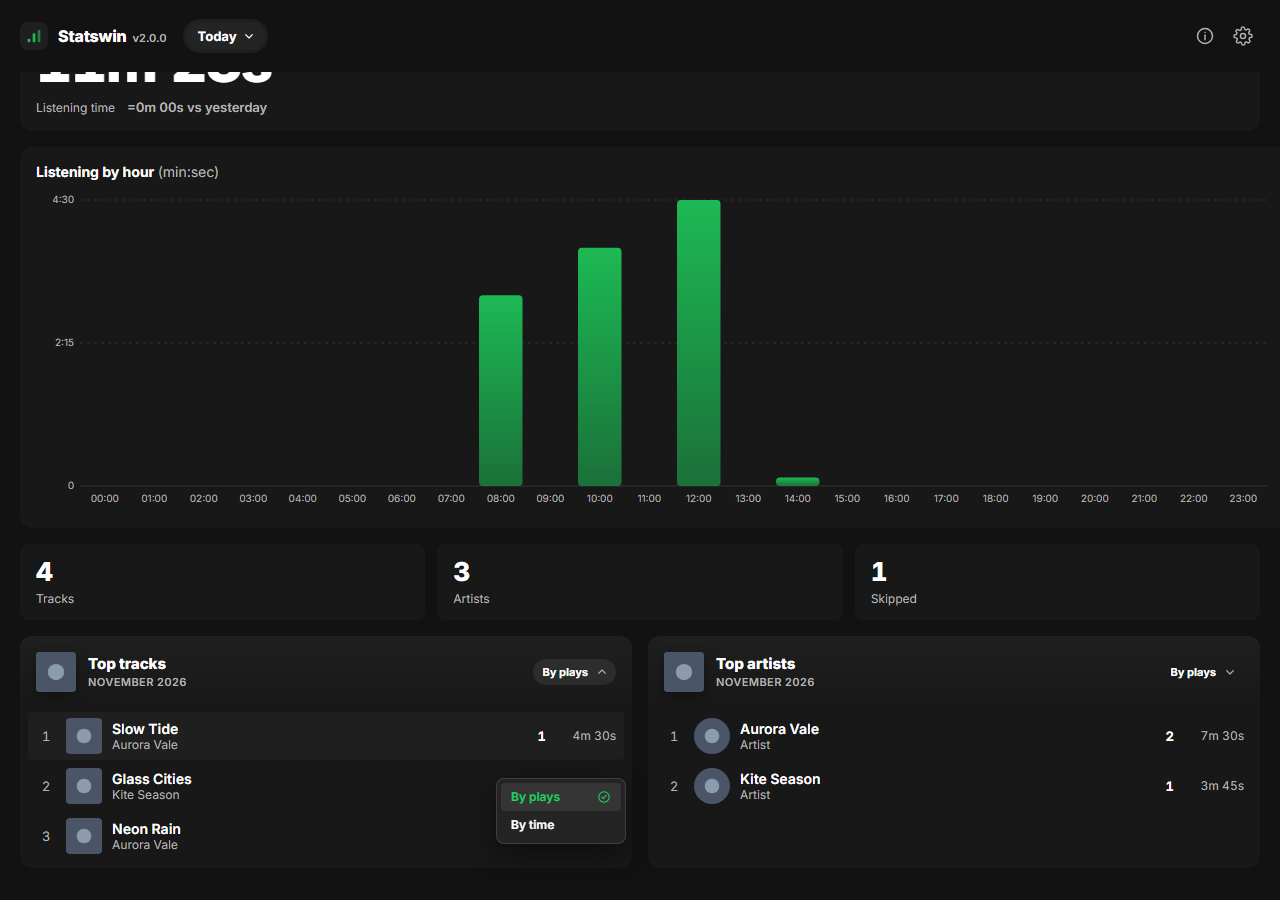 Statswin v2.0.0 Today
Listening time =0m 00s vs yesterday
Listening by hour (min:sec)
4:30
2:15
0
00:00 01:00 02:00 03:00 04:00 05:00 06:00 07:00 08:00 09:00 10:00 11:00 12:00 13:00 14:00 15:00 16:00 17:00 18:00 19:00 20:00 21:00 22:00 23:00
4
Tracks
3
Artists
1
Skipped
Top tracks
NOVEMBER 2026
By plays
1 Slow Tide 1 4m 30s
Aurora Vale
2 Glass Cities
Kite Season
3 Neon Rain
Aurora Vale
By plays
By time
Top artists
NOVEMBER 2026
By plays
1 Aurora Vale 2 7m 30s
Artist
2 Kite Season 1 3m 45s
Artist